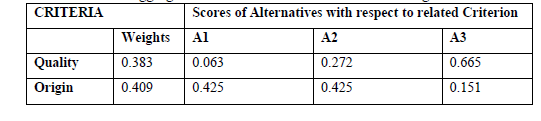 CRITERIA Scores of Alternatives with respect to related Criterion
Weights A1 A2 A3
Quality 0.383 0.063 0.272 0.665
Origin 0.409 0.425 0.425 0.151